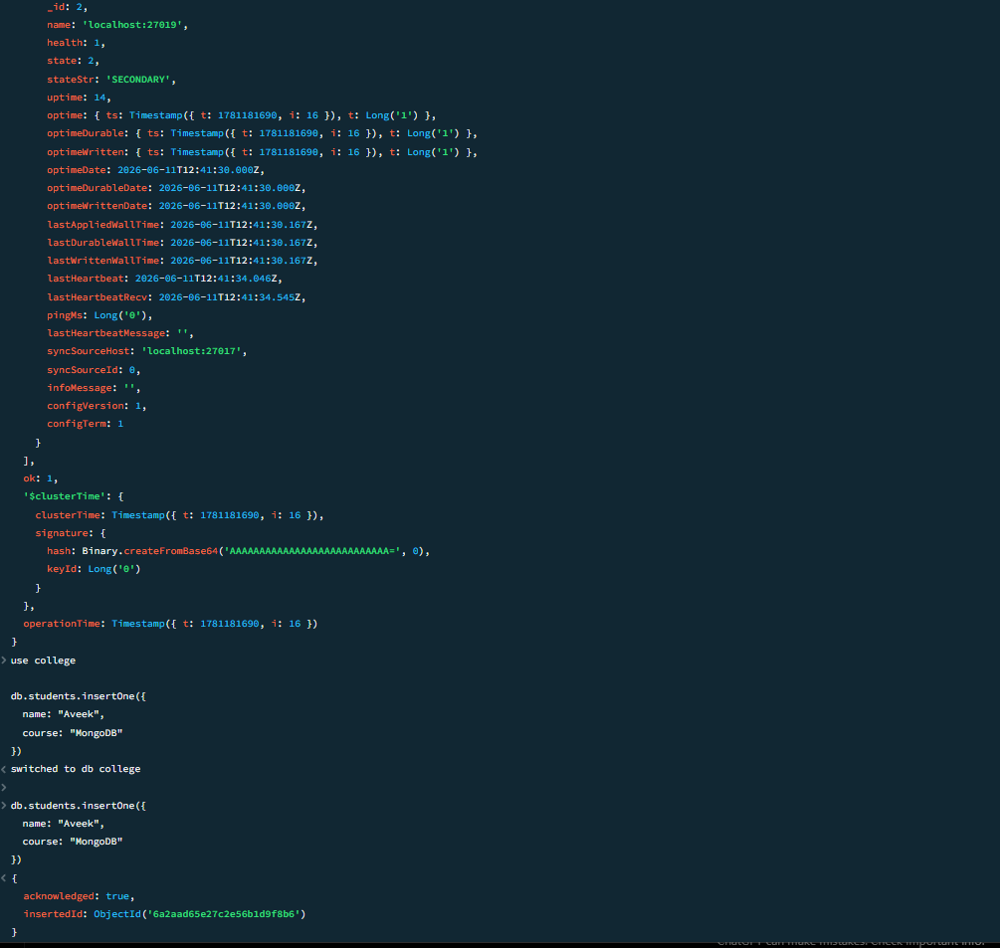 _id: 2,
name: 'localhost:27019',
health: 1,
state: 2,
stateStr: 'SECONDARY',
uptime: 14,
optime: { ts: Timestamp({ t: 1781181690, i: 16 }), t: Long('1') },
optimeDurable: { ts: Timestamp({ t: 1781181690, i: 16 }), t: Long('1') },
optimeWritten: { ts: Timestamp({ t: 1781181690, i: 16 }), t: Long('1') },
optimeDate: 2026-06-11T12:41:30.000Z,
optimeDurableDate: 2026-06-11T12:41:30.000Z,
optimeWrittenDate: 2026-06-11T12:41:30.000Z,
lastAppliedWallTime: 2026-06-11T12:41:30.167Z,
lastDurableWallTime: 2026-06-11T12:41:30.167Z,
lastWrittenWallTime: 2026-06-11T12:41:30.167Z,
lastHeartbeat: 2026-06-11T12:41:34.046Z,
lastHeartbeatRecv: 2026-06-11T12:41:34.545Z,
pingMs: Long('0'),
lastHeartbeatMessage: '',
syncSourceHost: 'localhost:27017',
syncSourceId: 0,
infoMessage: '',
configVersion: 1,
configTerm: 1
}
],
ok: 1,
'$clusterTime': {
clusterTime: Timestamp({ t: 1781181690, i: 16 }),
signature: {
hash: Binary.createFromBase64('AAAAAAAAAAAAAAAAAAAAAAAAAAA=', 0),
keyId: Long('0')
}
},
operationTime: Timestamp({ t: 1781181690, i: 16 })
}
> use college
db.students.insertOne({
name: "Aveek",
course: "MongoDB"
})
< switched to db college
>
> db.students.insertOne({
name: "Aveek",
course: "MongoDB"
})
< {
acknowledged: true,
insertedId: ObjectId('6a2aad65e27c2e56b1d9f8b6')
}
ChatGPT can make mistakes. Check important info.